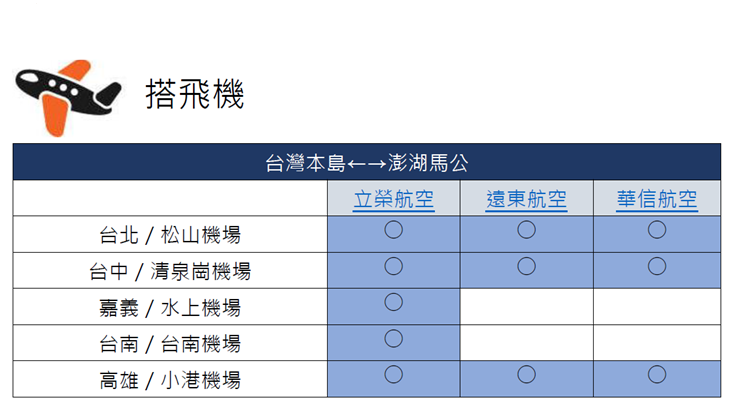 搭飛機
台灣本島←→澎湖馬公
立榮航空 遠東航空 華信航空
台北 / 松山機場 ○ ○ ○
台中 / 清泉崗機場 ○ ○ ○
嘉義 / 水上機場 ○
台南 / 台南機場 ○
高雄 / 小港機場 ○ ○ ○